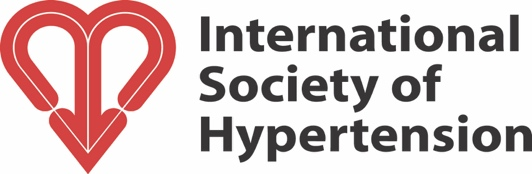 International
Society of
Hypertension